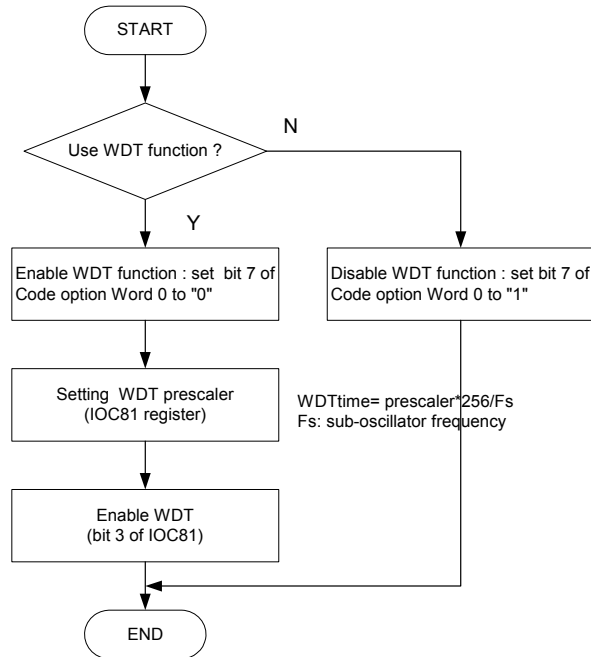 START
N
Use WDT function ?
Y
Enable WDT function : set bit 7 of
Code option Word 0 to "0"
Disable WDT function : set bit 7 of
Code option Word 0 to "1"
Setting WDT prescaler
(IOC81 register)
WDTtime= prescaler*256/Fs
Fs: sub-oscillator frequency
Enable WDT
(bit 3 of IOC81)
END